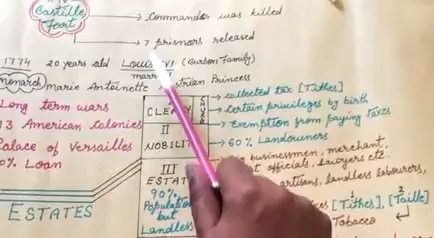 Bastille → Commander was killed
Fort
→ 7 prisnors released
1774 20 years old Louis XVI (Burbon Family)
monarch Marie Antoinette Princess
Long term wars
13 American Colonies
Palace of Versailles
Loan
ESTATES
CLERGY
→ collected tax [Tithes]
→ Certain privileges by birth
→ Exemption from paying Taxes
II
NOBILITY
→ 60% Landowners
businessmen, merchant,
officials, lawyers etc.
III
ESTATE
90%
Population
but
Landless
artisans, landless labourers,
[Tithes], [Taille]
1 2
Tobacco